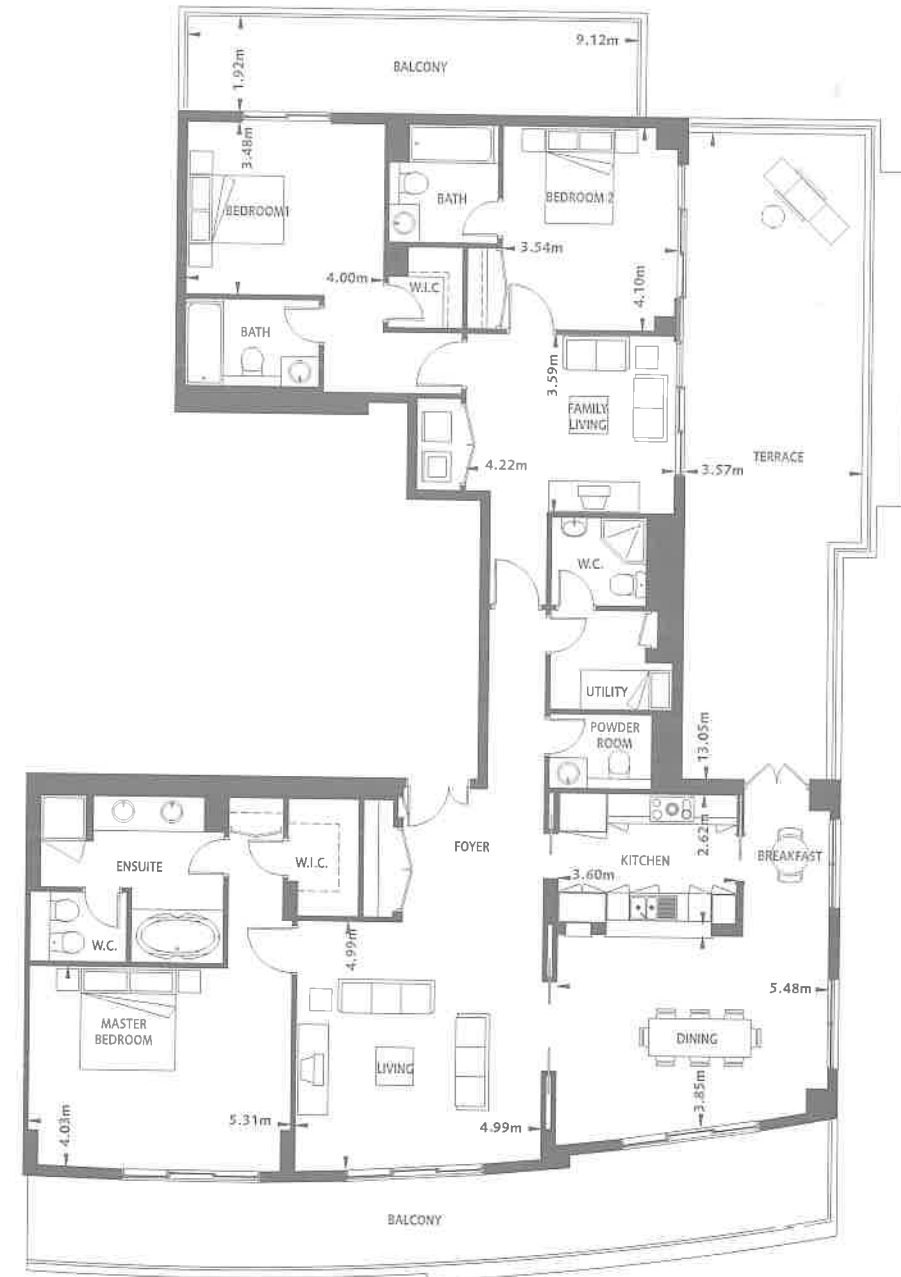 9.12m
BALCONY
1.92m
3.48m
BEDROOM 1
BATH
BEDROOM 2
3.54m
4.00m
W.I.C
4.10m
BATH
3.59m
FAMILY
LIVING
4.22m
3.57m
TERRACE
W.C.
UTILITY
POWDER
ROOM
13.05m
2.62m
FOYER
KITCHEN
BREAKFAST
ENSUITE
W.I.C.
3.60m
W.C.
4.99m
5.48m
MASTER
BEDROOM
DINING
LIVING
3.85m
5.31m
4.99m
4.03m
BALCONY